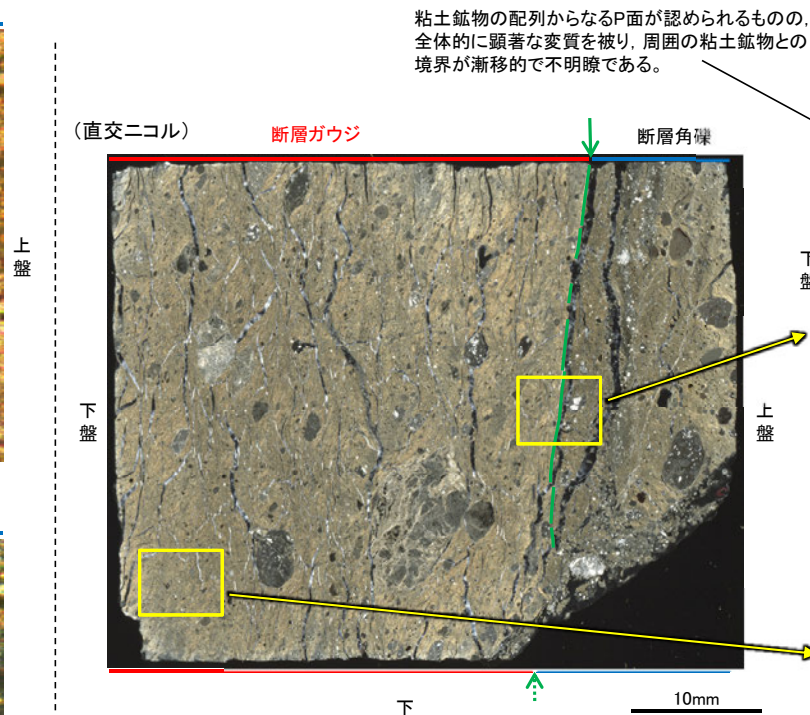 粘土鉱物の配列からなるP面が認められるものの,
全体的に顕著な変質を被り, 周囲の粘土鉱物との
境界が漸移的で不明瞭である。
(直交ニコル)
断層ガウジ
断層角礫
上盤
下盤
下盤
上盤
下
10mm